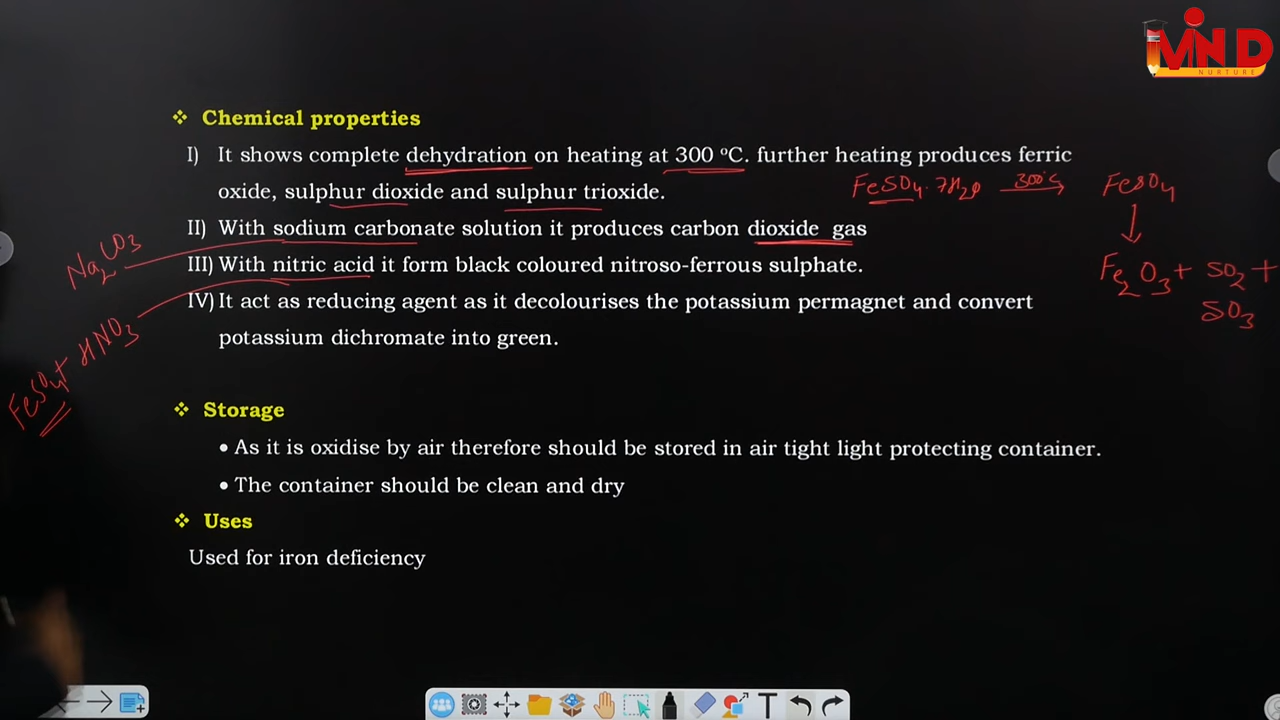 MIND
NURTURE
❖ Chemical properties
I) It shows complete dehydration on heating at 300 °C. further heating produces ferric
oxide, sulphur dioxide and sulphur trioxide.
FeSO4.7H2O 300°C → FeSO4
↓
Fe2O3 + SO2 +
SO3
II) With sodium carbonate solution it produces carbon dioxide gas
Na2CO3
III) With nitric acid it form black coloured nitroso-ferrous sulphate.
FeSO4 + HNO3
IV) It act as reducing agent as it decolourises the potassium permagnet and convert
potassium dichromate into green.
❖ Storage
• As it is oxidise by air therefore should be stored in air tight light protecting container.
• The container should be clean and dry
❖ Uses
Used for iron deficiency
T